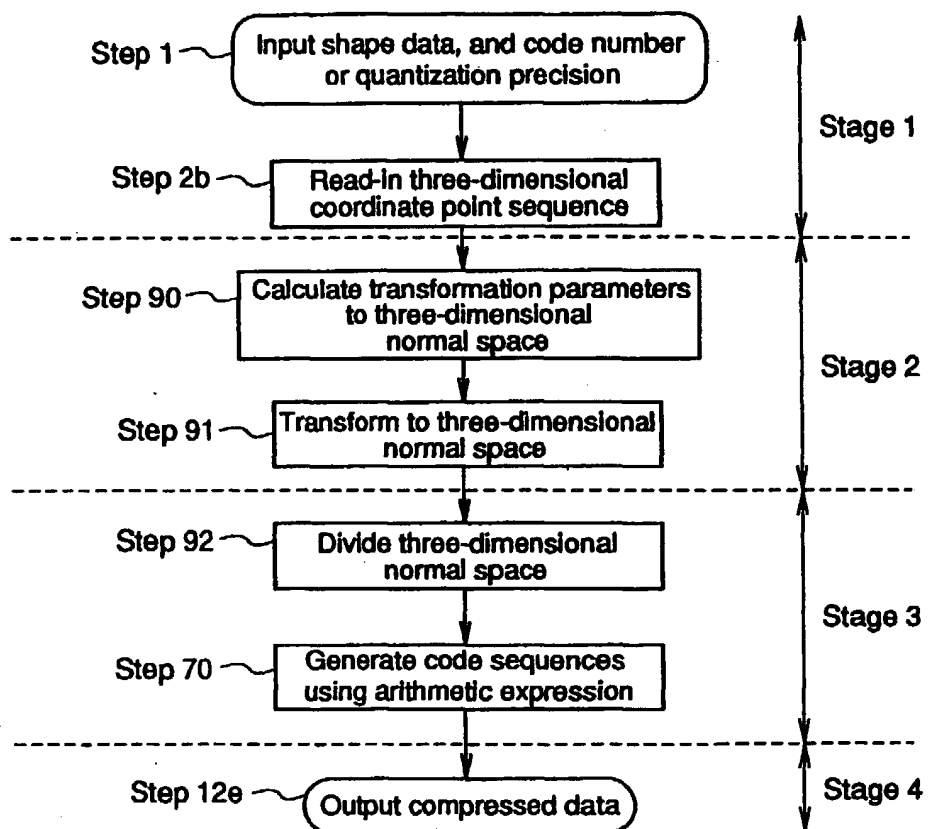 Step 1
Input shape data, and code number
or quantization precision
Stage 1
Step 2b
Read-in three-dimensional
coordinate point sequence
Step 90
Calculate transformation parameters
to three-dimensional
normal space
Stage 2
Step 91
Transform to three-dimensional
normal space
Step 92
Divide three-dimensional
normal space
Stage 3
Step 70
Generate code sequences
using arithmetic expression
Step 12e
Output compressed data
Stage 4